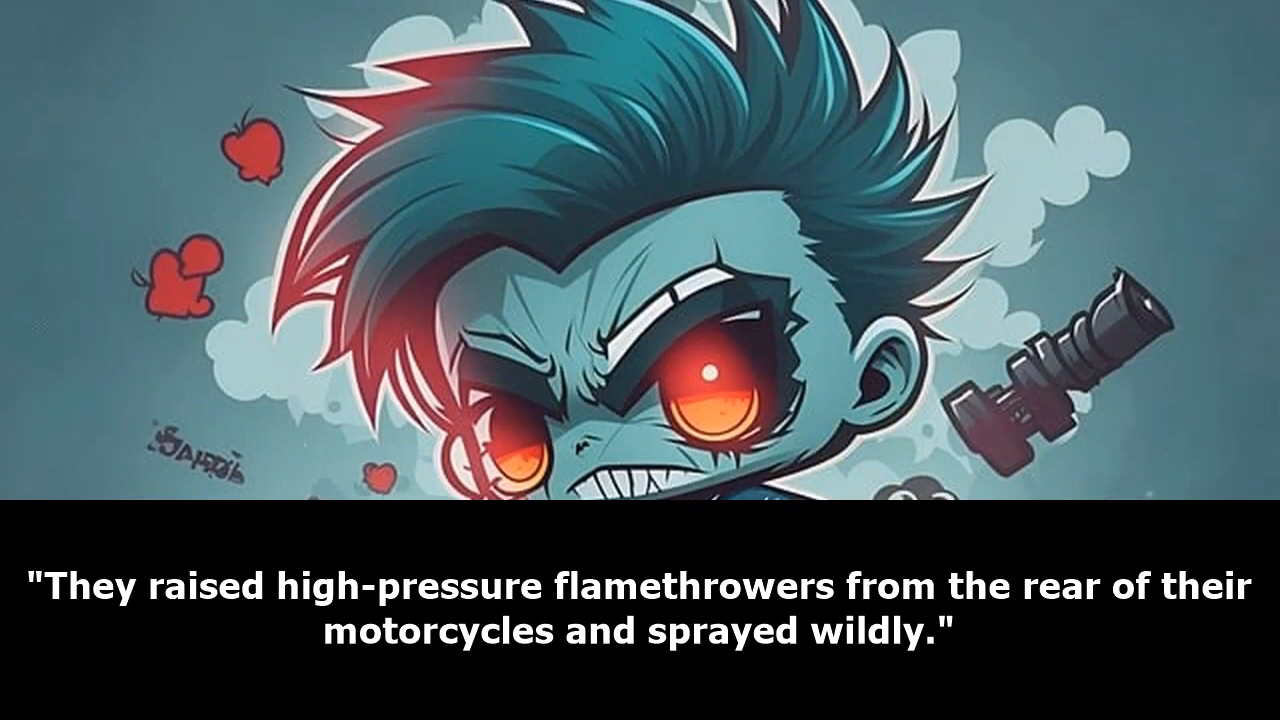 "They raised high-pressure flamethrowers from the rear of their
motorcycles and sprayed wildly."